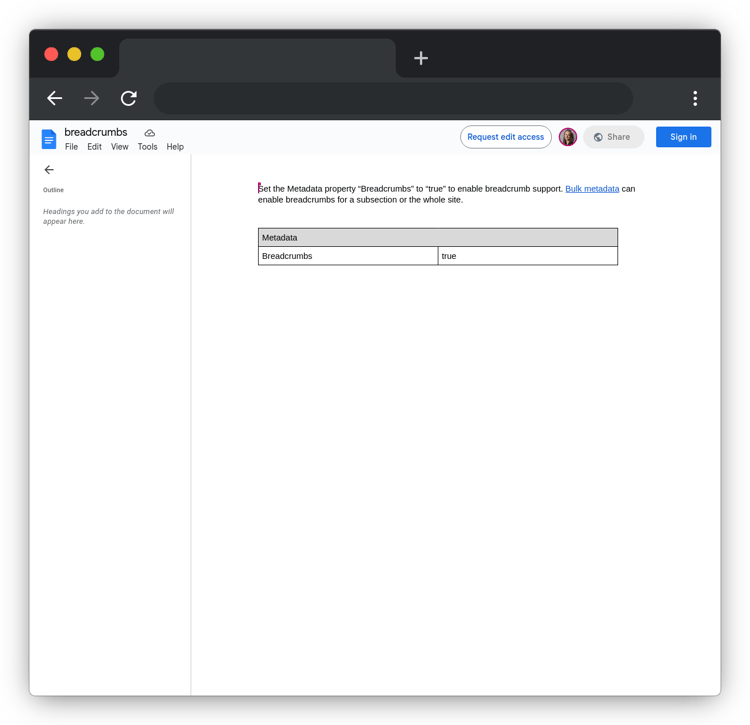 breadcrumbs
File Edit View Tools Help
Request edit access
Share
Sign in
Outline
Headings you add to the document will
appear here.
Set the Metadata property “Breadcrumbs” to “true” to enable breadcrumb support. Bulk metadata can
enable breadcrumbs for a subsection or the whole site.
Metadata
Breadcrumbs true